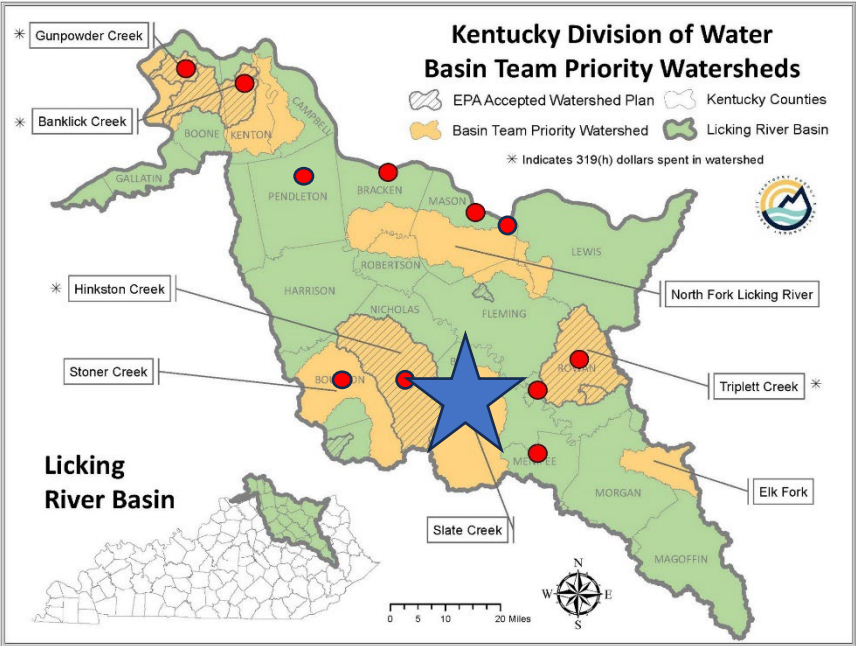 Kentucky Division of Water
Basin Team Priority Watersheds
EPA Accepted Watershed Plan
Kentucky Counties
Basin Team Priority Watershed
Licking River Basin
✳ Indicates 319(h) dollars spent in watershed
✳ Gunpowder Creek
✳ Banklick Creek
BOONE
KENTON
CAMPBELL
GALLATIN
PENDLETON
BRACKEN
MASON
LEWIS
ROBERTSON
HARRISON
North Fork Licking River
✳ Hinkston Creek
NICHOLAS
FLEMING
Stoner Creek
ROWAN
Triplett Creek ✳
MENIFEE
Elk Fork
MORGAN
Slate Creek
MAGOFFIN
Licking
River Basin
0 5 10 20 Miles
N
W E
S